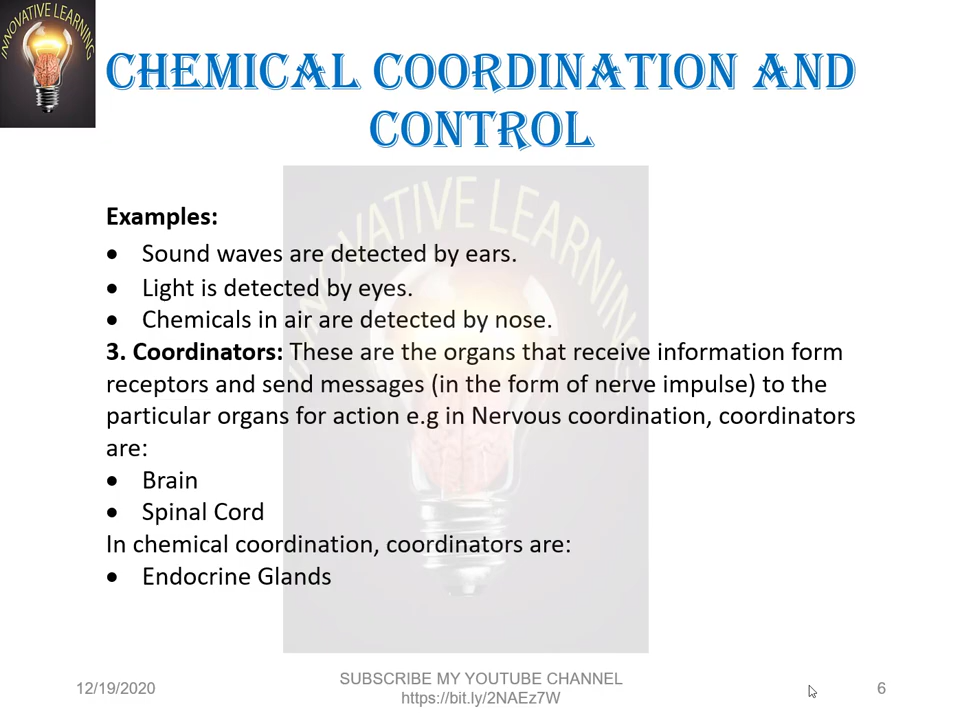 INNOVATIVE LEARNING
CHEMICAL COORDINATION AND
CONTROL
INNOVATIVE LEARNING
Examples:
• Sound waves are detected by ears.
• Light is detected by eyes.
• Chemicals in air are detected by nose.
3. Coordinators: These are the organs that receive information form
receptors and send messages (in the form of nerve impulse) to the
particular organs for action e.g in Nervous coordination, coordinators
are:
• Brain
• Spinal Cord
In chemical coordination, coordinators are:
• Endocrine Glands
12/19/2020
SUBSCRIBE MY YOUTUBE CHANNEL
https://bit.ly/2NAEz7W
6